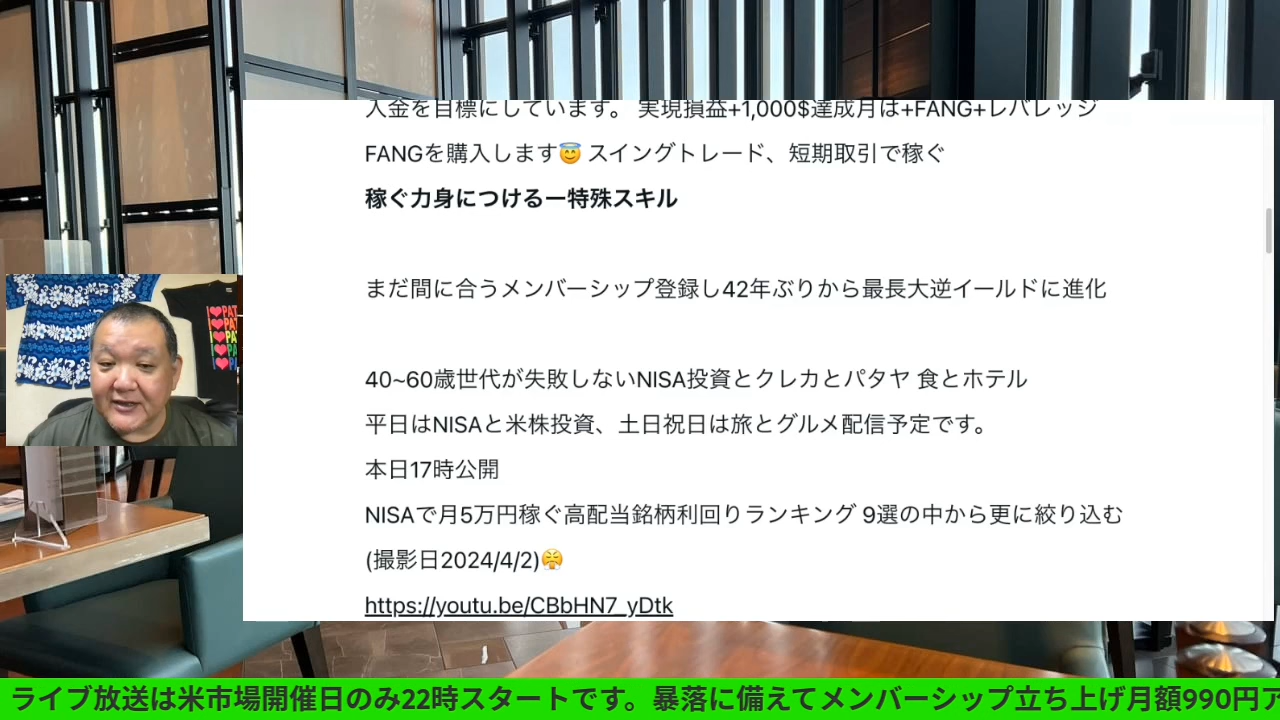 入金を目標にしています。 実現損益+1,000$達成月は+FANG+レバレッジ
FANGを購入します😇 スイングトレード、短期取引で稼ぐ
稼ぐ力身につけるー特殊スキル
まだ間に合うメンバーシップ登録し42年ぶりから最長大逆イールドに進化
40~60歳世代が失敗しないNISA投資とクレカとパタヤ 食とホテル
平日はNISAと米株投資、土日祝日は旅とグルメ配信予定です。
本日17時公開
NISAで月5万円稼ぐ高配当銘柄利回りランキング 9選の中から更に絞り込む
(撮影日2024/4/2)😤
https://youtu.be/CBbHN7_yDtk
I❤PAT
I❤PAT
I❤PA
I❤PA
I❤P
ライブ放送は米市場開催日のみ22時スタートです。暴落に備えてメンバーシップ立ち上げ月額990円ア